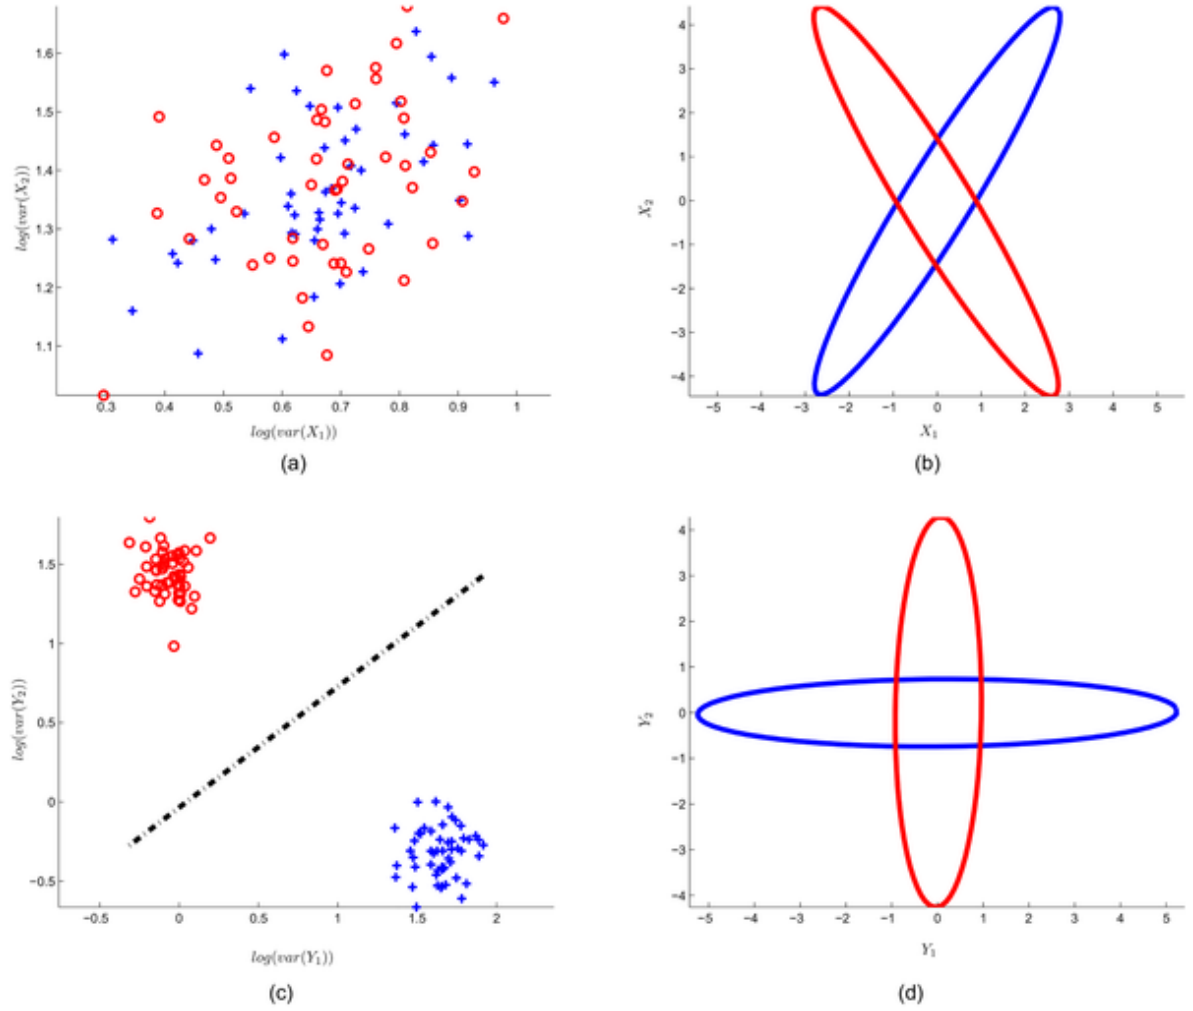 1.6
1.5
1.4
1.3
1.2
1.1
log(var(X₂))
0.3 0.4 0.5 0.6 0.7 0.8 0.9 1
log(var(X₁))
(a)
4
3
2
1
0
−1
−2
−3
−4
X₂
−5 −4 −3 −2 −1 0 1 2 3 4 5
X₁
(b)
1.5
1
0.5
0
−0.5
log(var(Y₂))
−0.5 0 0.5 1 1.5 2
log(var(Y₁))
(c)
4
3
2
1
0
−1
−2
−3
−4
Y₂
−5 −4 −3 −2 −1 0 1 2 3 4 5
Y₁
(d)